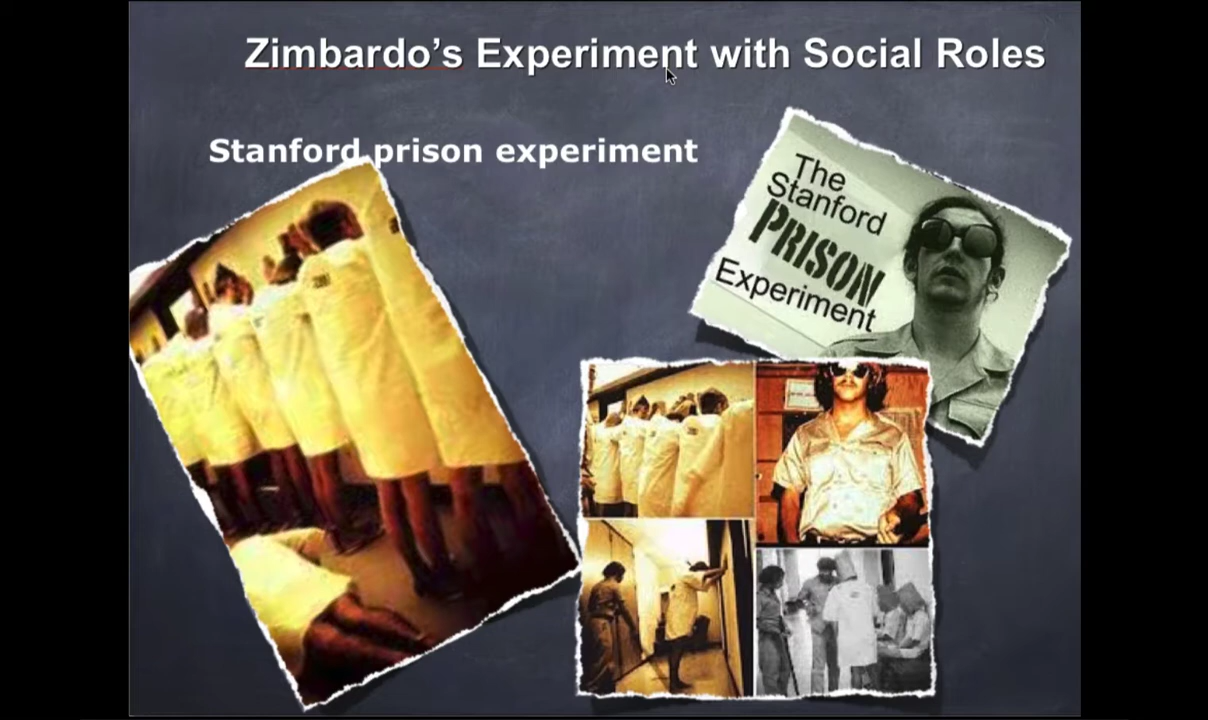 Zimbardo’s Experiment with Social Roles
Stanford prison experiment
The
Stanford
PRISON
Experiment